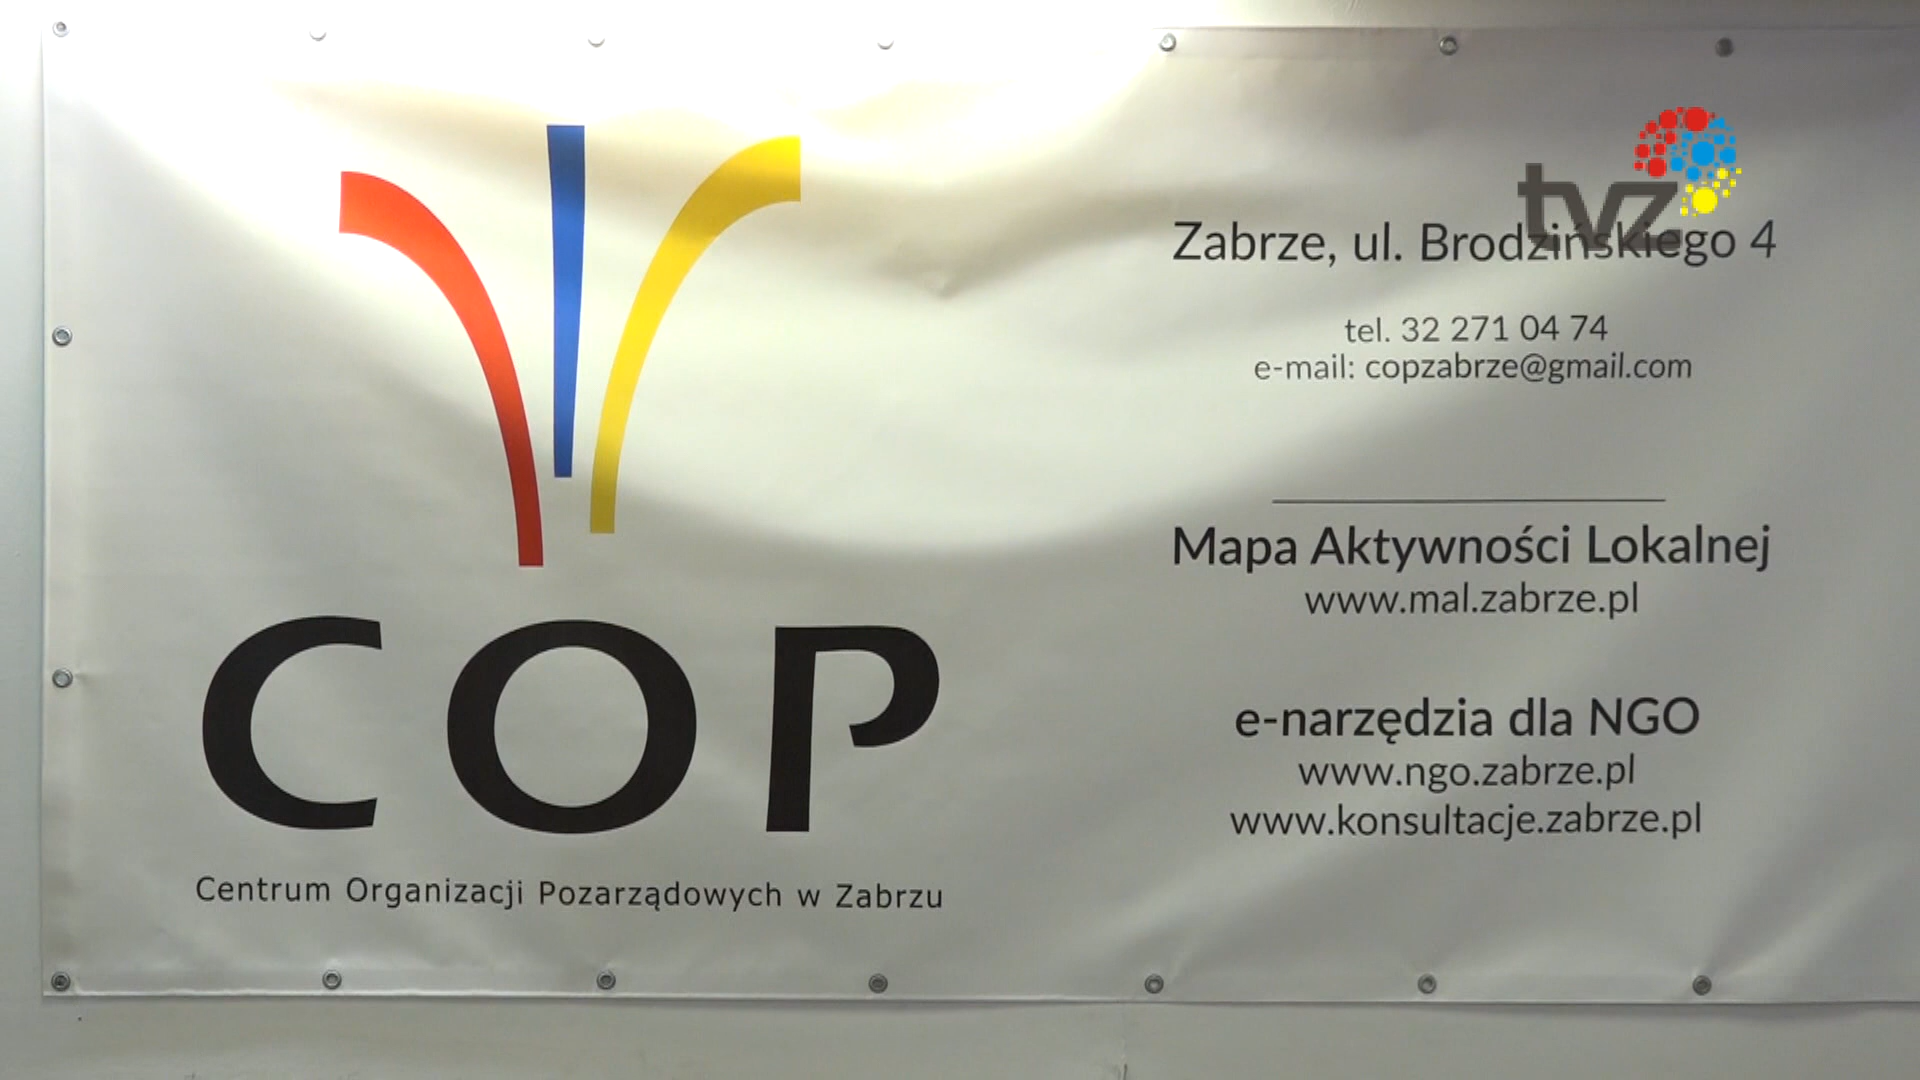 COP
Centrum Organizacji Pozarządowych w Zabrzu
tvz
Zabrze, ul. Brodzińskiego 4
tel. 32 271 04 74
e-mail: copzabrze@gmail.com
Mapa Aktywności Lokalnej
www.mal.zabrze.pl
e-narzędzia dla NGO
www.ngo.zabrze.pl
www.konsultacje.zabrze.pl